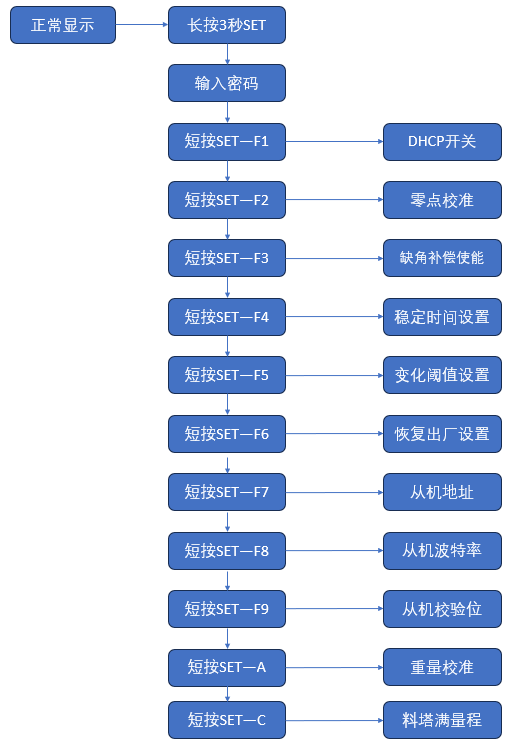 正常显示
长按3秒SET
输入密码
短按SET—F1
DHCP开关
短按SET—F2
零点校准
短按SET—F3
缺角补偿使能
短按SET—F4
稳定时间设置
短按SET—F5
变化阈值设置
短按SET—F6
恢复出厂设置
短按SET—F7
从机地址
短按SET—F8
从机波特率
短按SET—F9
从机校验位
短按SET—A
重量校准
短按SET—C
料塔满量程